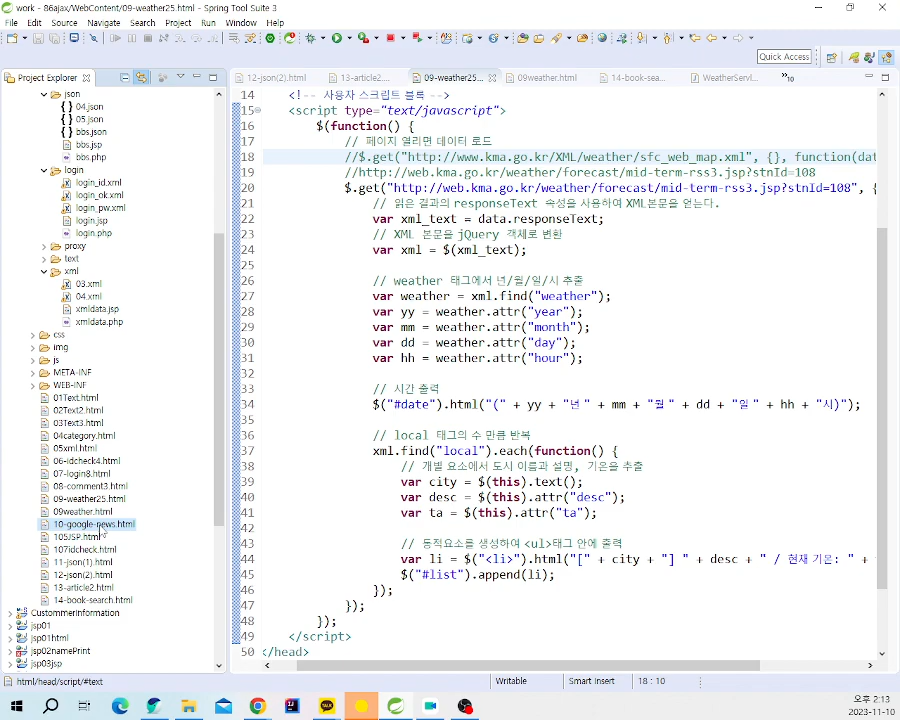 work - 86ajax/WebContent/09-weather25.html - Spring Tool Suite 3
File Edit Source Navigate Search Project Run Window Help
Quick Access
Project Explorer
12-json(2).html 13-article2.... 09-weather25... 09weather.html 14-book-sea... WeatherServl... »10
json
04.json
05.json
bbs.json
bbs.jsp
bbs.php
login
login_id.xml
login_ok.xml
login_pw.xml
login.jsp
login.php
proxy
text
xml
03.xml
04.xml
xmldata.jsp
xmldata.php
css
img
js
META-INF
WEB-INF
01Text.html
02Text2.html
03Text3.html
04category.html
05xml.html
06-idcheck4.html
07-login8.html
08-comment3.html
09-weather25.html
09weather.html
10-google-news.html
105JSP.html
107idcheck.html
11-json(1).html
12-json(2).html
13-article2.html
14-book-search.html
CustommerInformation
jsp01
jsp01html
jsp02namePrint
jsp03jsp
14 <!-- 사용자 스크립트 블록 -->
15 <script type="text/javascript">
16 $(function() {
17 // 페이지 열리면 데이터 로드
18 //$.get("http://www.kma.go.kr/XML/weather/sfc_web_map.xml", {}, function(dat
19 //http://web.kma.go.kr/weather/forecast/mid-term-rss3.jsp?stnId=108
20 $.get("http://web.kma.go.kr/weather/forecast/mid-term-rss3.jsp?stnId=108", {
21 // 읽은 결과의 responseText 속성을 사용하여 XML본문을 얻는다.
22 var xml_text = data.responseText;
23 // XML 본문을 jQuery 객체로 변환
24 var xml = $(xml_text);
25
26 // weather 태그에서 년/월/일/시 추출
27 var weather = xml.find("weather");
28 var yy = weather.attr("year");
29 var mm = weather.attr("month");
30 var dd = weather.attr("day");
31 var hh = weather.attr("hour");
32
33 // 시간 출력
34 $("#date").html("(" + yy + "년 " + mm + "월 " + dd + "일 " + hh + "시)");
35
36 // local 태그의 수 만큼 반복
37 xml.find("local").each(function() {
38 // 개별 요소에서 도시 이름과 설명, 기온을 추출
39 var city = $(this).text();
40 var desc = $(this).attr("desc");
41 var ta = $(this).attr("ta");
42
43 // 동적요소를 생성하여 <ul>태그 안에 출력
44 var li = $("<li>").html("[" + city + "] " + desc + " / 현재 기온: " +
45 $("#list").append(li);
46 });
47 });
48 });
49 </script>
50 </head>
html/head/script/#text
Writable
Smart Insert
18 : 10
오후 2:13
2023-11-10